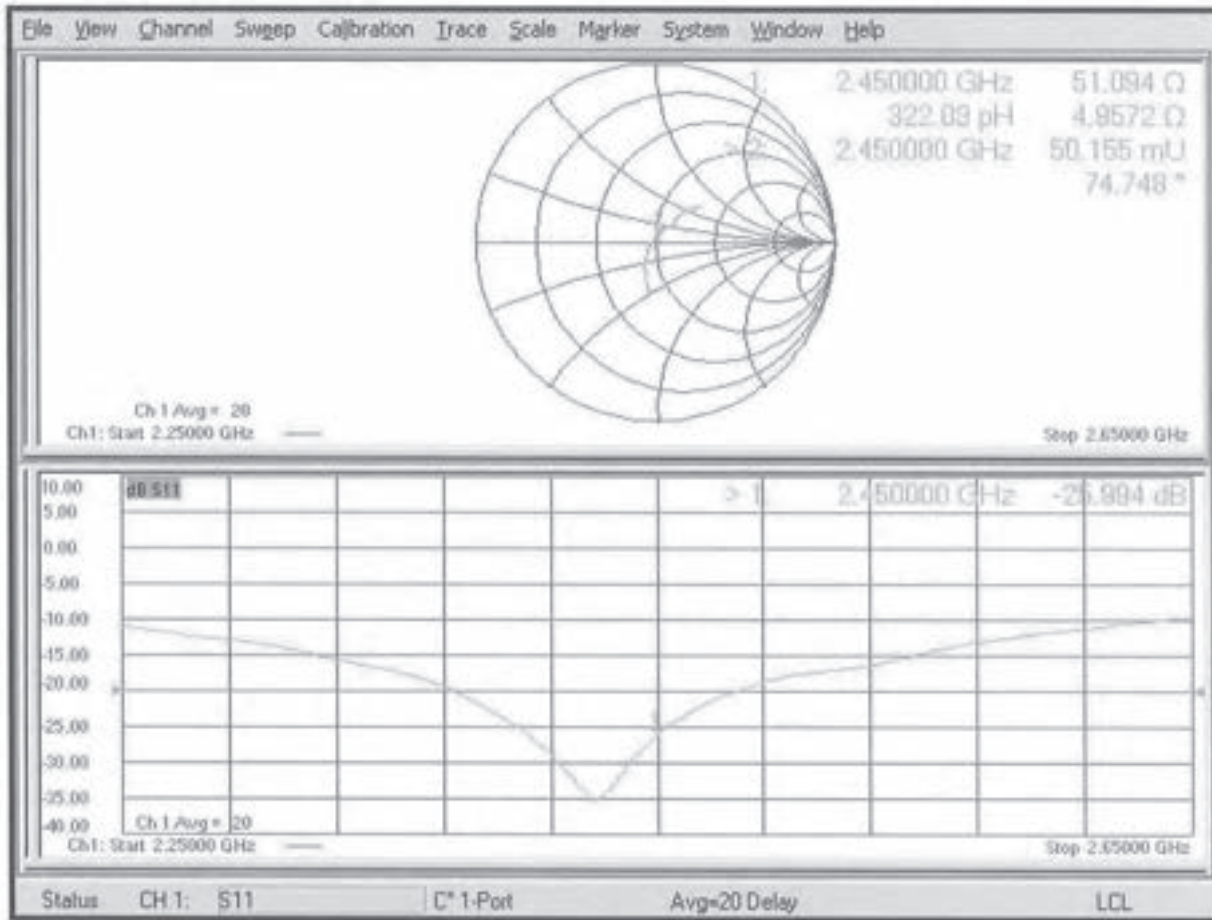 File View Channel Sweep Calibration Trace Scale Marker System Window Help
1: 2.450000 GHz 51.094 Ω
322.03 pH 4.9572 Ω
>2: 2.450000 GHz 50.155 mU
74.748 °
Ch 1 Avg = 20
Ch1: Start 2.25000 GHz
Stop 2.65000 GHz
10.00 dB S11
> 1: 2.450000 GHz -25.994 dB
5.00
0.00
-5.00
-10.00
-15.00
-20.00
-25.00
-30.00
-35.00
-40.00
Ch 1 Avg = 20
Ch1: Start 2.25000 GHz
Stop 2.65000 GHz
Status CH 1: S11 C* 1-Port Avg=20 Delay LCL